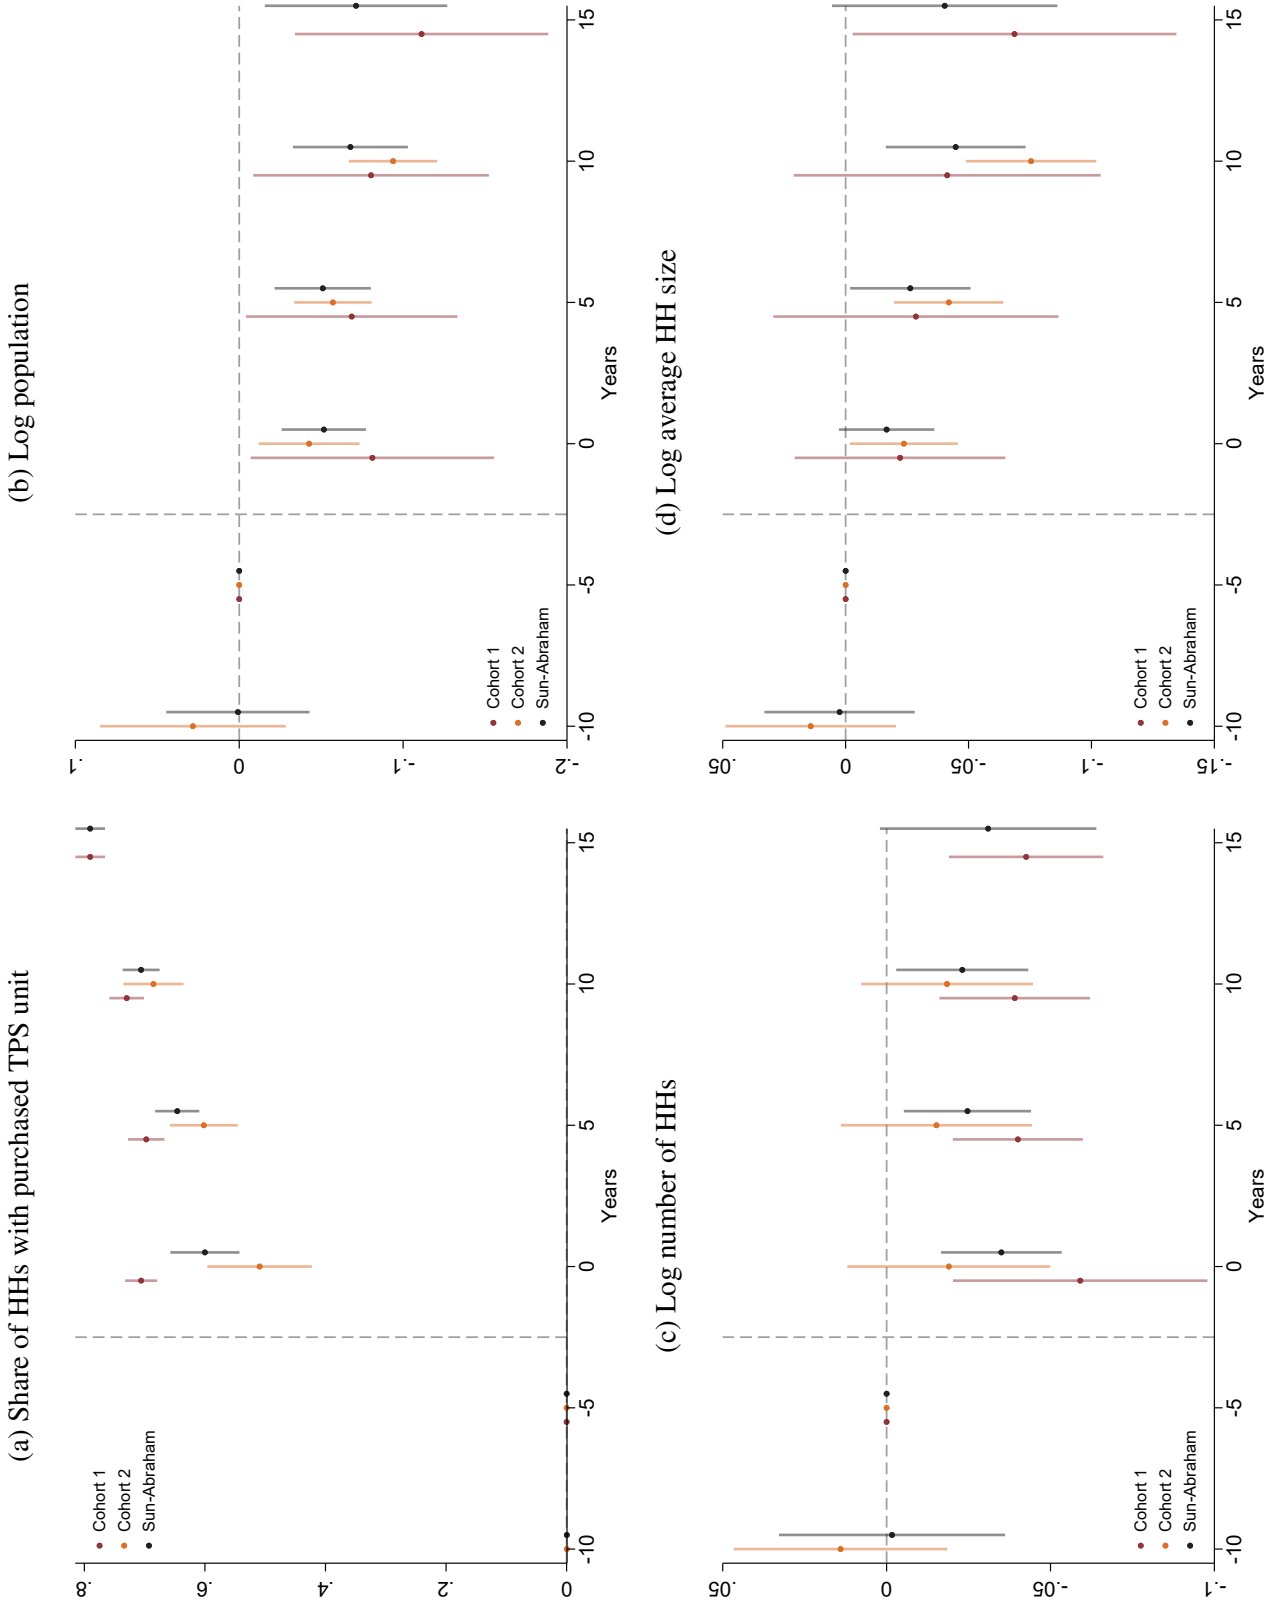 (a) Share of HHs with purchased TPS unit
.8
.6
.4
.2
0
-10
-5
0
5
10
15
Years
Cohort 1
Cohort 2
Sun-Abraham
(b) Log population
.1
0
-.1
-.2
-10
-5
0
5
10
15
Years
Cohort 1
Cohort 2
Sun-Abraham
(c) Log number of HHs
.05
0
-.05
-.1
-10
-5
0
5
10
15
Years
Cohort 1
Cohort 2
Sun-Abraham
(d) Log average HH size
.05
0
-.05
-.1
-.15
-10
-5
0
5
10
15
Years
Cohort 1
Cohort 2
Sun-Abraham